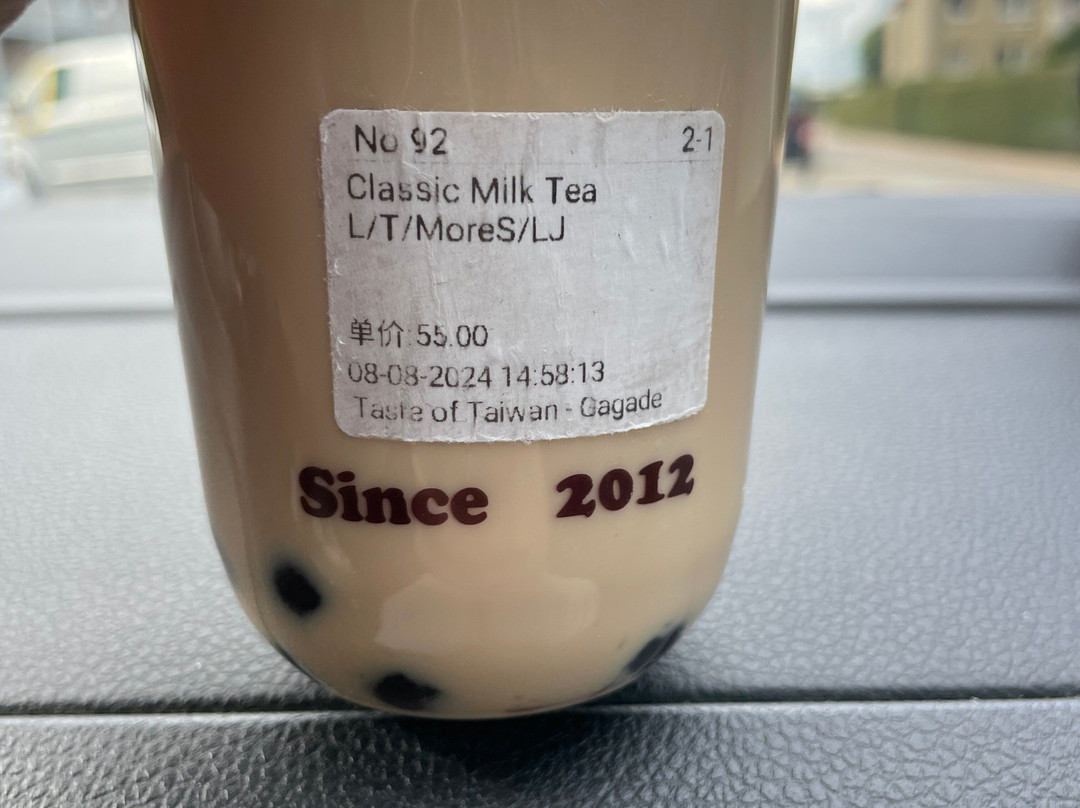 No 92 2-1
Classic Milk Tea
L/T/MoreS/LJ
单价:55.00
08-08-2024 14:58:13
Taste of Taiwan - Gagade
Since 2012